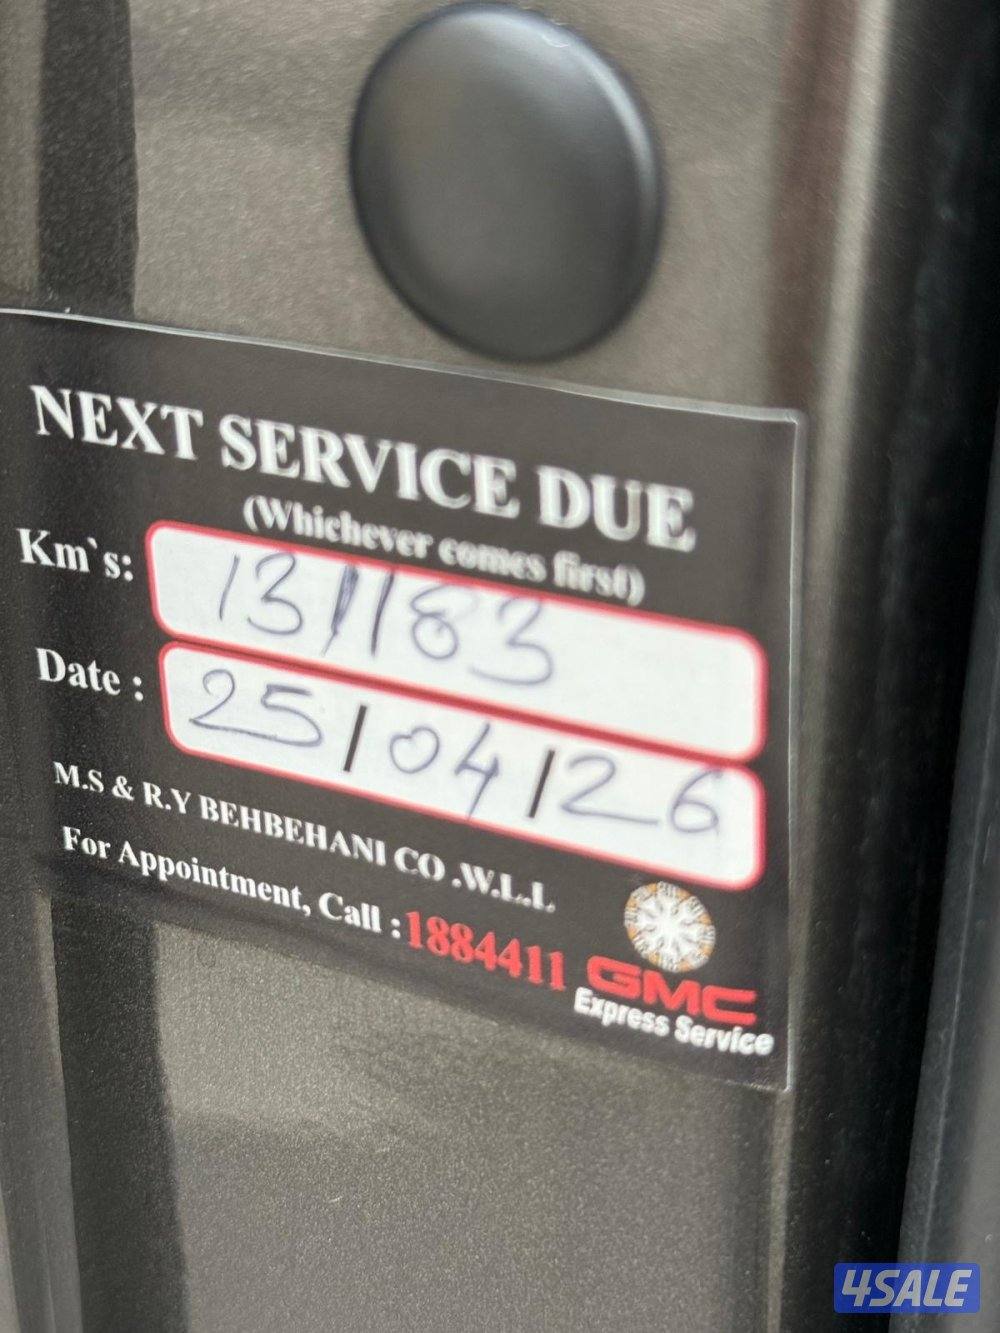 NEXT SERVICE DUE
(Whichever comes first)
Km`s: 131183
Date : 25/04/26
M.S & R.Y BEHBEHANI CO .W.L.L
For Appointment, Call :1884411
GMC
Express Service
4SALE